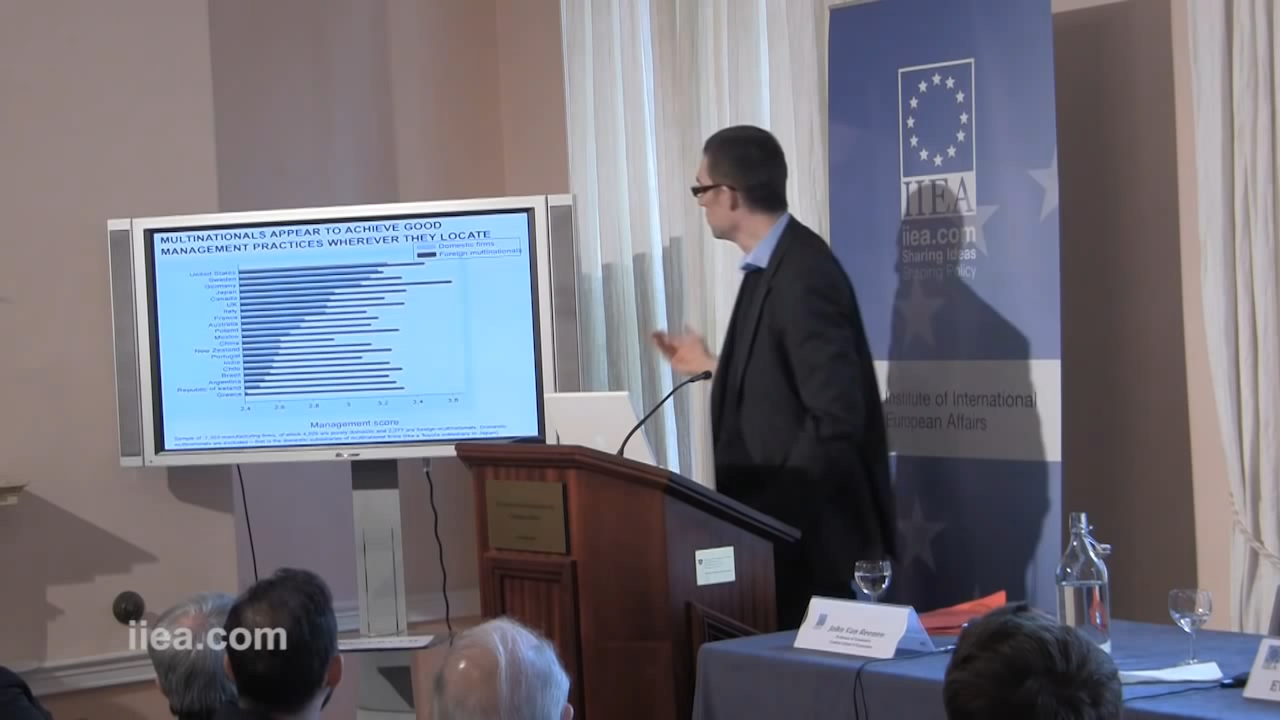 MULTINATIONALS APPEAR TO ACHIEVE GOOD
MANAGEMENT PRACTICES WHEREVER THEY LOCATE
Domestic firms
Foreign multinationals
United States
Sweden
Germany
Japan
Canada
UK
Italy
France
Australia
Poland
Mexico
China
New Zealand
Portugal
India
Chile
Brazil
Argentina
Republic of Ireland
Greece
2.4 2.6 2.8 3 3.2 3.4 3.6
Management score
IIEA
iiea.com
Sharing Ideas
Sharing Policy
Institute of International
European Affairs
John Van Reenen
iiea.com